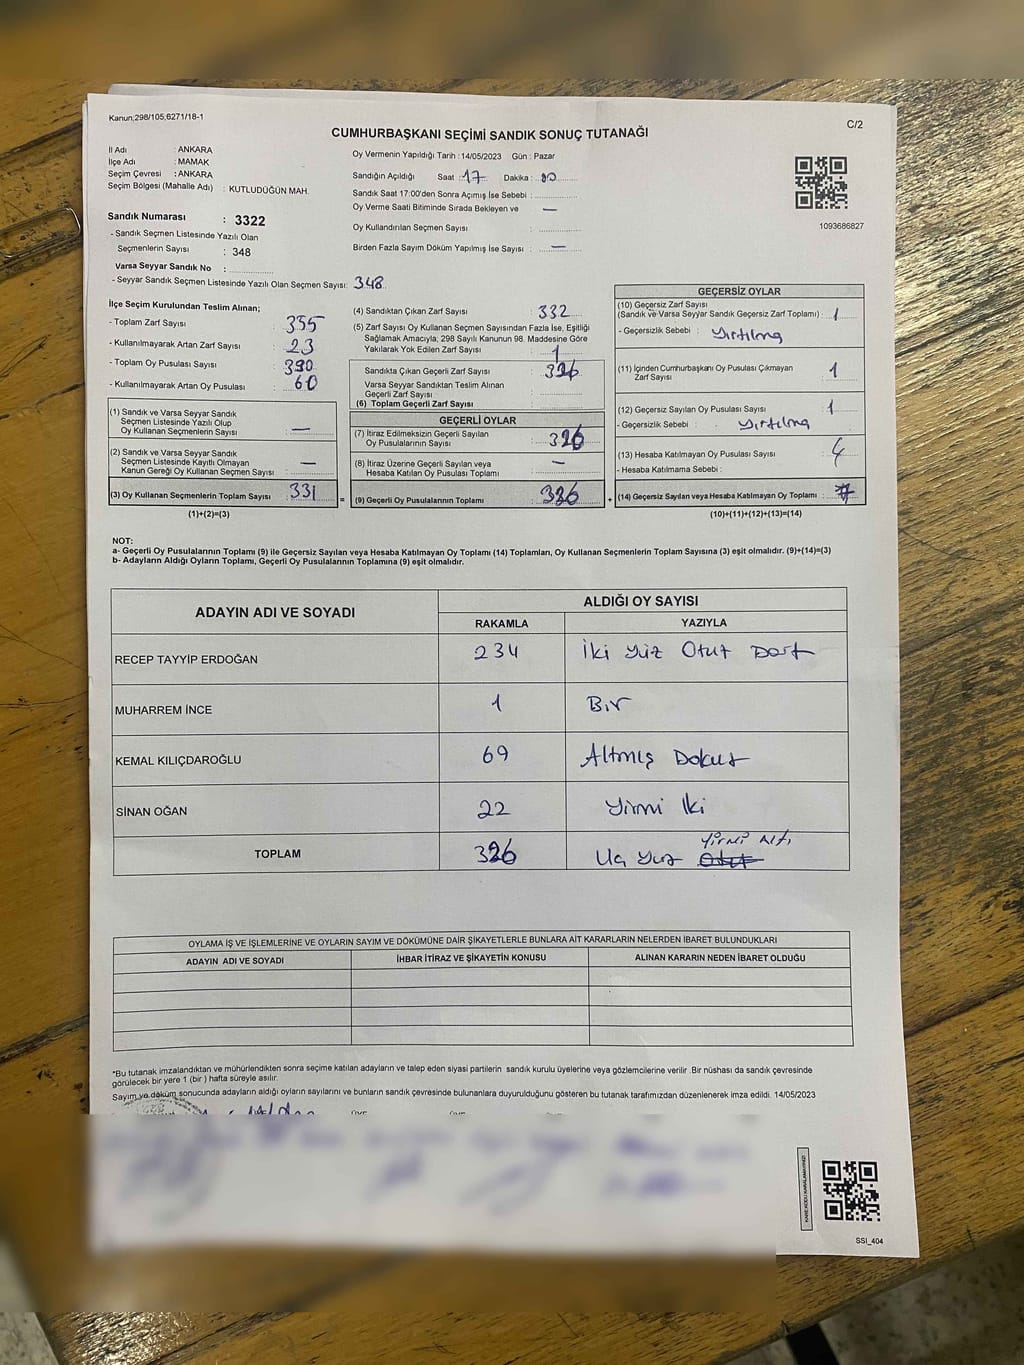 Kanun;298/105;6271/18-1
CUMHURBAŞKANI SEÇİMİ SANDIK SONUÇ TUTANAĞI
C/2
İl Adı : ANKARA
İlçe Adı : MAMAK
Seçim Çevresi : ANKARA
Seçim Bölgesi (Mahalle Adı) : KUTLUDÜĞÜN MAH.
Sandık Numarası : 3322
- Sandık Seçmen Listesinde Yazılı Olan
Seçmenlerin Sayısı : 348
Varsa Seyyar Sandık No :
- Seyyar Sandık Seçmen Listesinde Yazılı Olan Seçmen Sayısı: 348
Oy Vermenin Yapıldığı Tarih : 14/05/2023 Gün : Pazar
Sandığın Açıldığı Saat : 17 Dakika : 00
Sandık Saat 17:00'den Sonra Açımış İse Sebebi :
Oy Verme Saati Bitiminde Sırada Bekleyen ve —
Oy Kullandırılan Seçmen Sayısı :
Birden Fazla Sayım Döküm Yapılmış İse Sayısı : —
1093686827
İlçe Seçim Kurulundan Teslim Alınan;
- Toplam Zarf Sayısı : 355
- Kullanılmayarak Artan Zarf Sayısı : 23
- Toplam Oy Pusulası Sayısı : 390
- Kullanılmayarak Artan Oy Pusulası : 60
(1) Sandık ve Varsa Seyyar Sandık
Seçmen Listesinde Yazılı Olup
Oy Kullanan Seçmenlerin Sayısı : —
(2) Sandık ve Varsa Seyyar Sandık
Seçmen Listesinde Kayıtlı Olmayan
Kanun Gereği Oy Kullanan Seçmen Sayısı : —
(3) Oy Kullanan Seçmenlerin Toplam Sayısı : 331 =
(1)+(2)=(3)
(4) Sandıktan Çıkan Zarf Sayısı : 332
(5) Zarf Sayısı Oy Kullanan Seçmen Sayısından Fazla İse, Eşitliği
Sağlamak Amacıyla, 298 Sayılı Kanunun 98. Maddesine Göre
Yakılarak Yok Edilen Zarf Sayısı : 1
Sandıkta Çıkan Geçerli Zarf Sayısı : 326
Varsa Seyyar Sandıktan Teslim Alınan
Geçerli Zarf Sayısı :
(6) Toplam Geçerli Zarf Sayısı :
GEÇERLİ OYLAR
(7) İtiraz Edilmeksizin Geçerli Sayılan
Oy Pusulalarının Sayısı : 326
(8) İtiraz Üzerine Geçerli Sayılan veya
Hesaba Katılan Oy Pusulası Toplamı : —
(9) Geçerli Oy Pusulalarının Toplamı : 326 +
GEÇERSİZ OYLAR
(10) Geçersiz Zarf Sayısı
(Sandık ve Varsa Seyyar Sandık Geçersiz Zarf Toplamı) : 1
- Geçersizlik Sebebi : Yırtılma
(11) İçinden Cumhurbaşkanı Oy Pusulası Çıkmayan
Zarf Sayısı : 1
(12) Geçersiz Sayılan Oy Pusulası Sayısı : 1
- Geçersizlik Sebebi : Yırtılma
(13) Hesaba Katılmayan Oy Pusulası Sayısı : 4
- Hesaba Katılmama Sebebi :
(14) Geçersiz Sayılan veya Hesaba Katılmayan Oy Toplamı : 7
(10)+(11)+(12)+(13)=(14)
NOT:
a- Geçerli Oy Pusulalarının Toplamı (9) ile Geçersiz Sayılan veya Hesaba Katılmayan Oy Toplamı (14) Toplamları, Oy Kullanan Seçmenlerin Toplam Sayısına (3) eşit olmalıdır. (9)+(14)=(3)
b- Adayların Aldığı Oyların Toplamı, Geçerli Oy Pusulalarının Toplamına (9) eşit olmalıdır.
ADAYIN ADI VE SOYADI
ALDIĞI OY SAYISI
RAKAMLA YAZIYLA
RECEP TAYYİP ERDOĞAN 234 İki yüz Otut Dört
MUHARREM İNCE 1 Bir
KEMAL KILIÇDAROĞLU 69 Altmış Dokuz
SİNAN OĞAN 22 Yirmi İki
TOPLAM 326 Üç Yüz Otut Yirmi Altı
OYLAMA İŞ VE İŞLEMLERİNE VE OYLARIN SAYIM VE DÖKÜMÜNE DAİR ŞİKAYETLERLE BUNLARA AİT KARARLARIN NELERDEN İBARET BULUNDUKLARI
ADAYIN ADI VE SOYADI İHBAR İTİRAZ VE ŞİKAYETİN KONUSU ALINAN KARARIN NEDEN İBARET OLDUĞU
*Bu tutanak imzalandıktan ve mühürlendikten sonra seçime katılan adayların ve talep eden siyasi partilerin sandık kurulu üyelerine veya gözlemcilerine verilir .Bir nüshası da sandık çevresinde
görülecek bir yere 1 (bir ) hafta süreyle asılır.
Sayım ve döküm sonucunda adayların aldığı oyların sayılarını ve bunların sandık çevresinde bulunanlara duyurulduğunu gösteren bu tutanak tarafımızdan düzenlenerek imza edildi. 14/05/2023
SSI_404